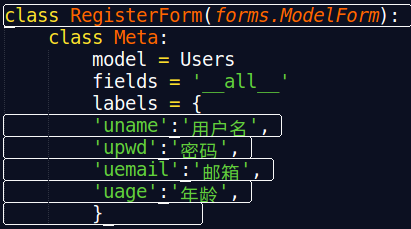 class RegisterForm(forms.ModelForm):
    class Meta:
        model = Users
        fields = '__all__'
        labels = {
        'uname':'用户名',
        'upwd':'密码',
        'uemail':'邮箱',
        'uage':'年龄',
        }